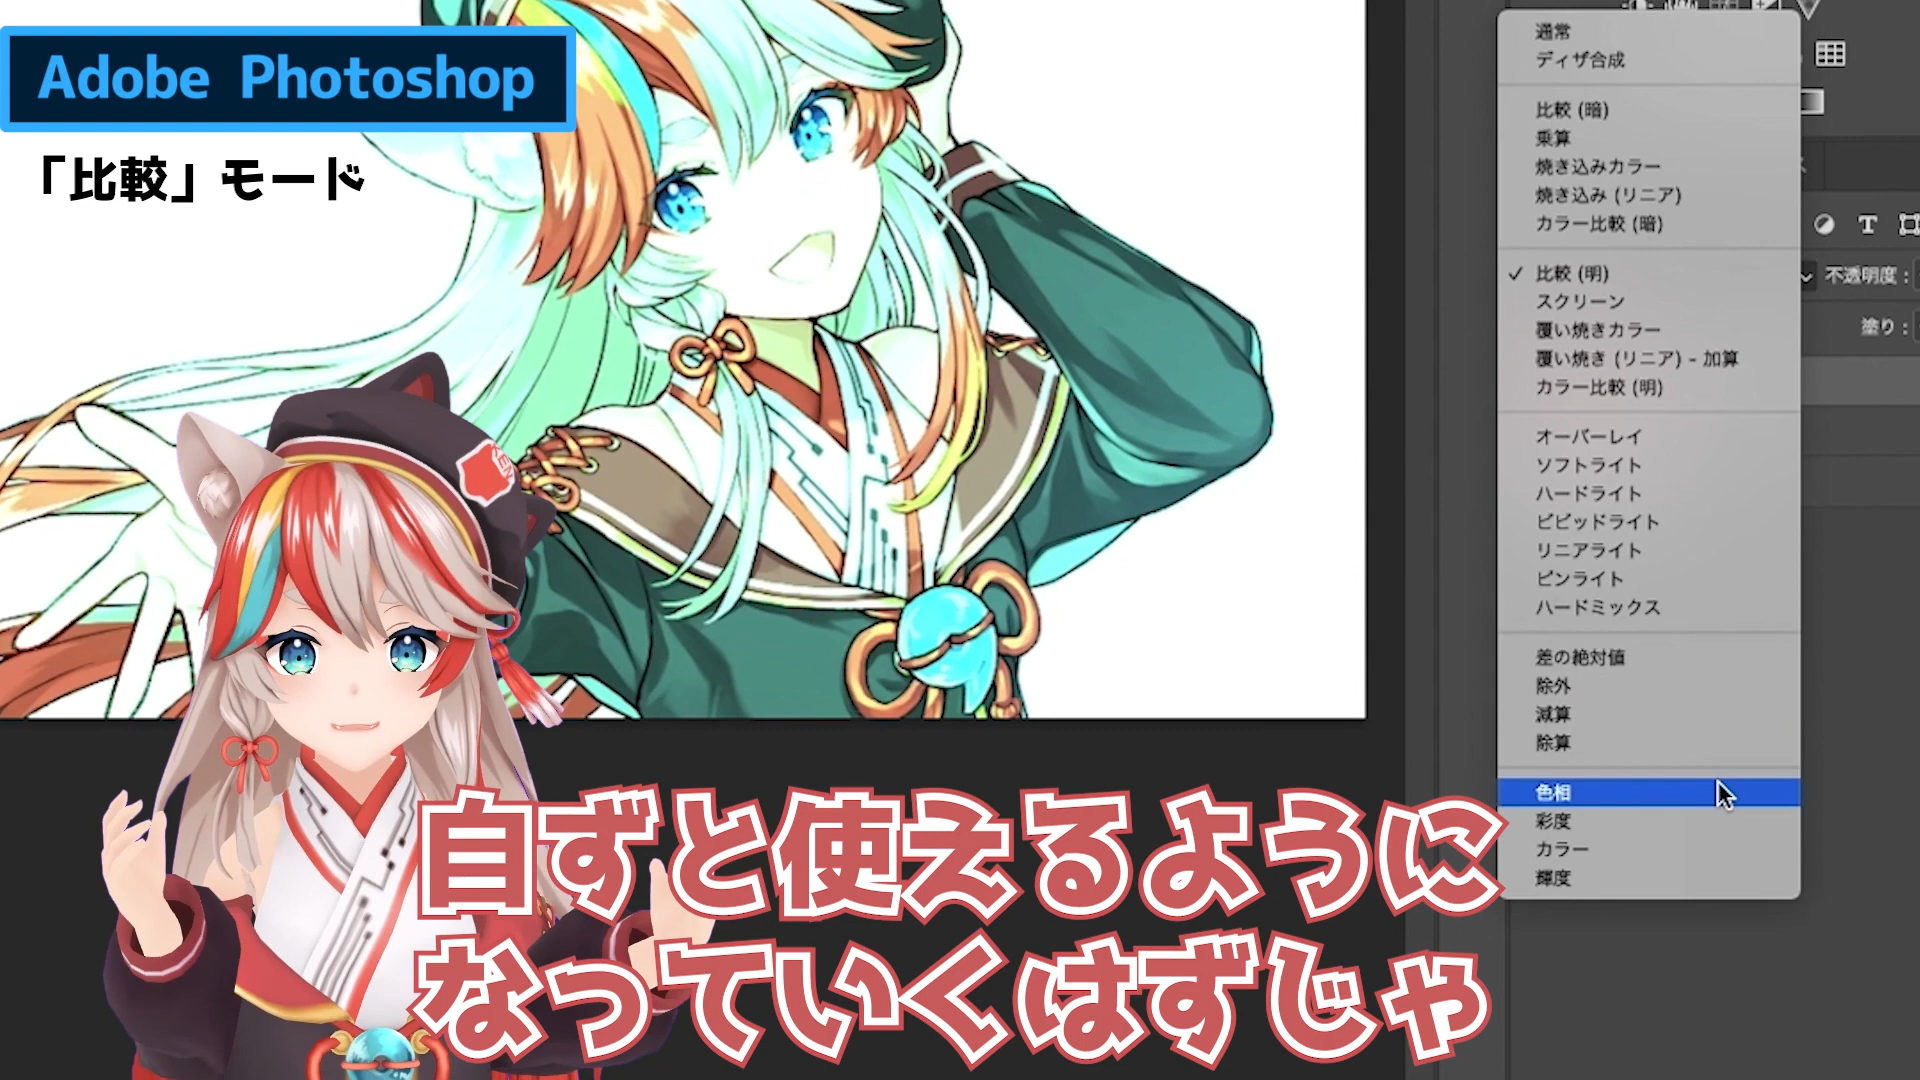 Adobe Photoshop
「比較」モード
通常
ディザ合成
比較 (暗)
乗算
焼き込みカラー
焼き込み (リニア)
カラー比較 (暗)
✓ 比較 (明)
スクリーン
覆い焼きカラー
覆い焼き (リニア) - 加算
カラー比較 (明)
オーバーレイ
ソフトライト
ハードライト
ビビッドライト
リニアライト
ピンライト
ハードミックス
差の絶対値
除外
減算
除算
色相
彩度
カラー
輝度
不透明度：
塗り：
自ずと使えるように
なっていくはずじゃ